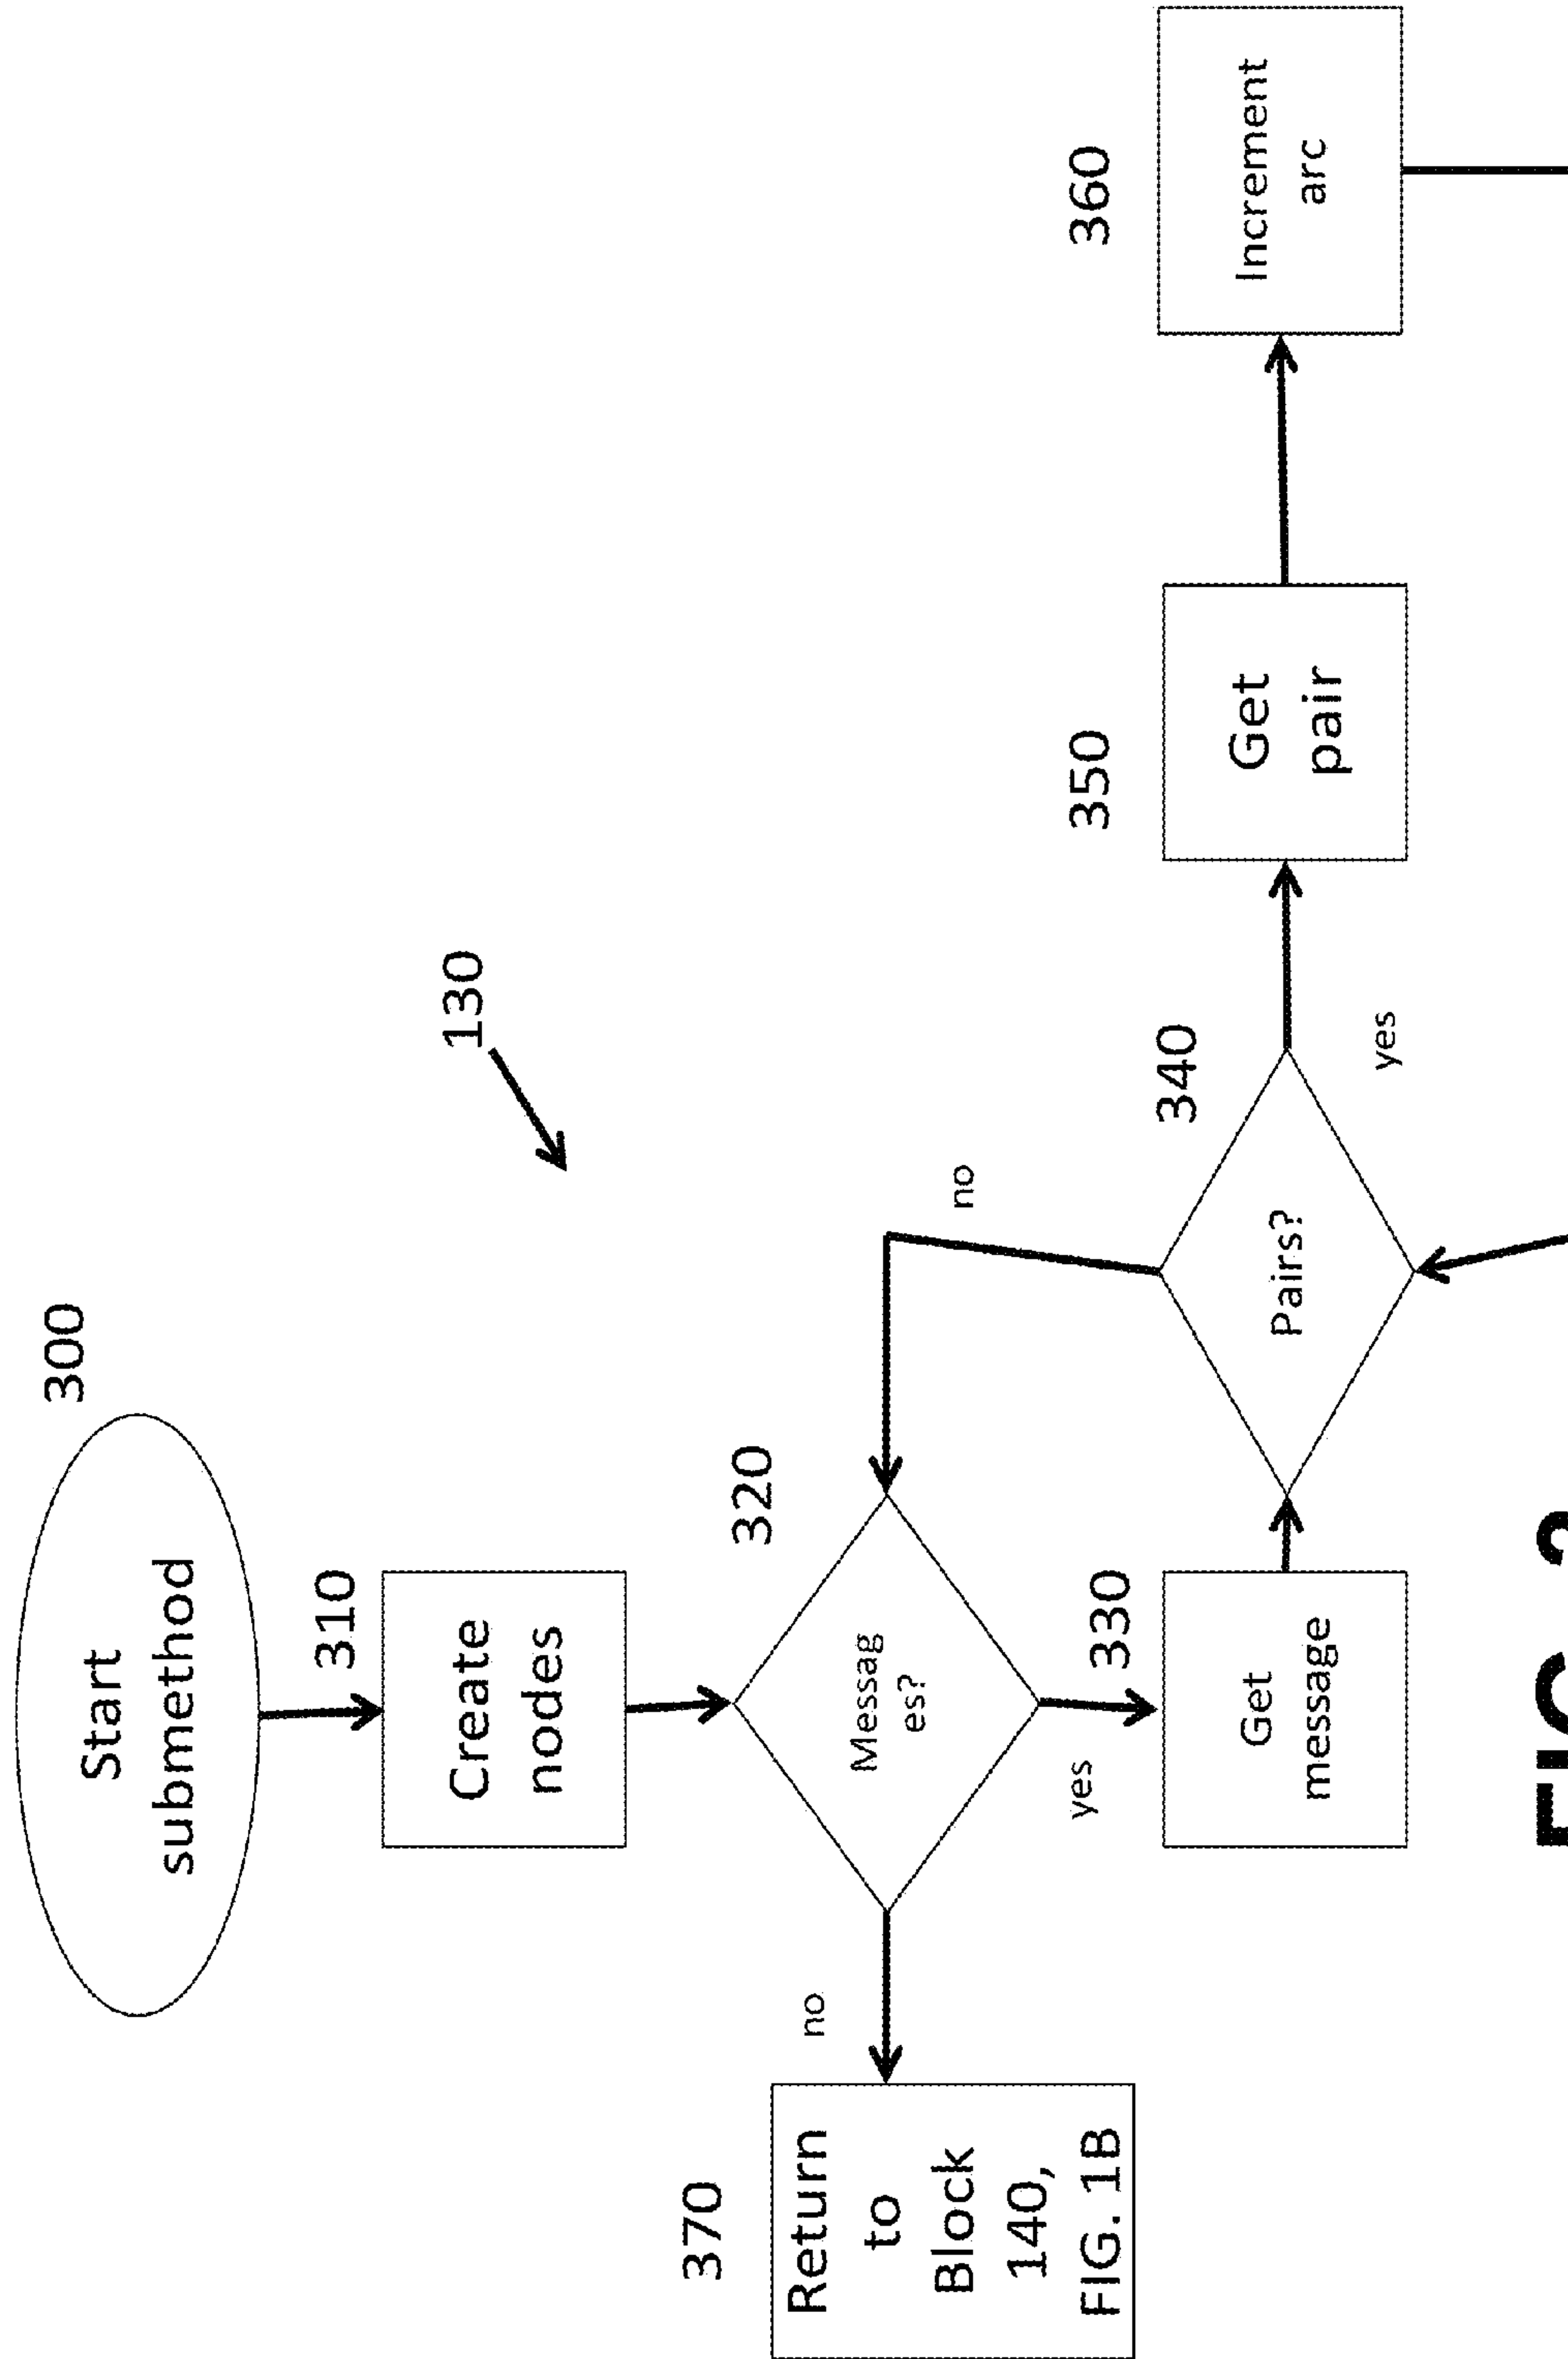 300
Start
submethod
310
Create
nodes
130
320
Messag
es?
no
yes
370
Return
to
Block
140,
FIG. 1B
no
330
Get
message
340
Pairs?
yes
350
Get
pair
360
Increment
arc